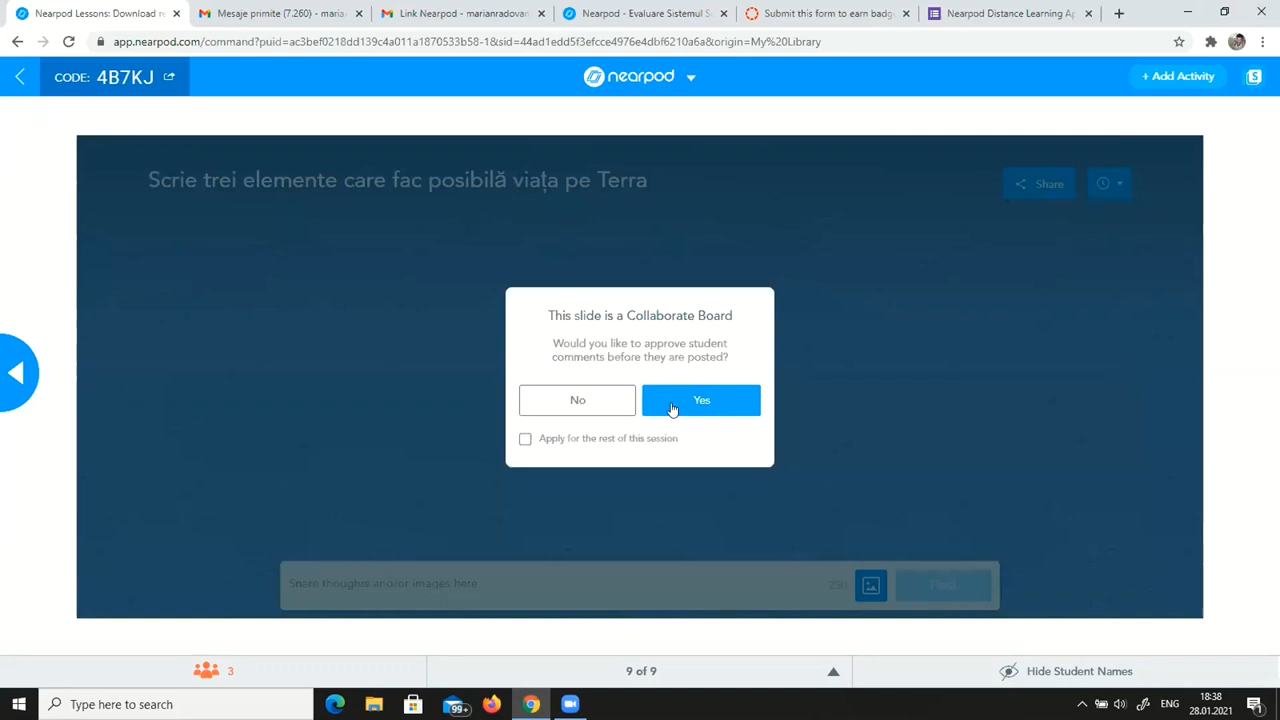 Nearpod Lessons: Download re
Mesaje primite (7.260) - maria
Link Nearpod - marianradovan
Nearpod - Evaluare Sistemul S
Submit this form to earn badg
Nearpod Distance Learning Ap
app.nearpod.com/command?puid=ac3bef0218dd139c4a011a1870533b58-1&sid=44ad1edd5f3efcce4976e4dbf6210a6a&origin=My%20Library
CODE: 4B7KJ
nearpod
+ Add Activity
S
Scrie trei elemente care fac posibilă viața pe Terra
Share
This slide is a Collaborate Board
Would you like to approve student
comments before they are posted?
No
Yes
Apply for the rest of this session
Share thoughts and/or images here
250
Post
3
9 of 9
Hide Student Names
Type here to search
99+
ENG
18:38
28.01.2021
1